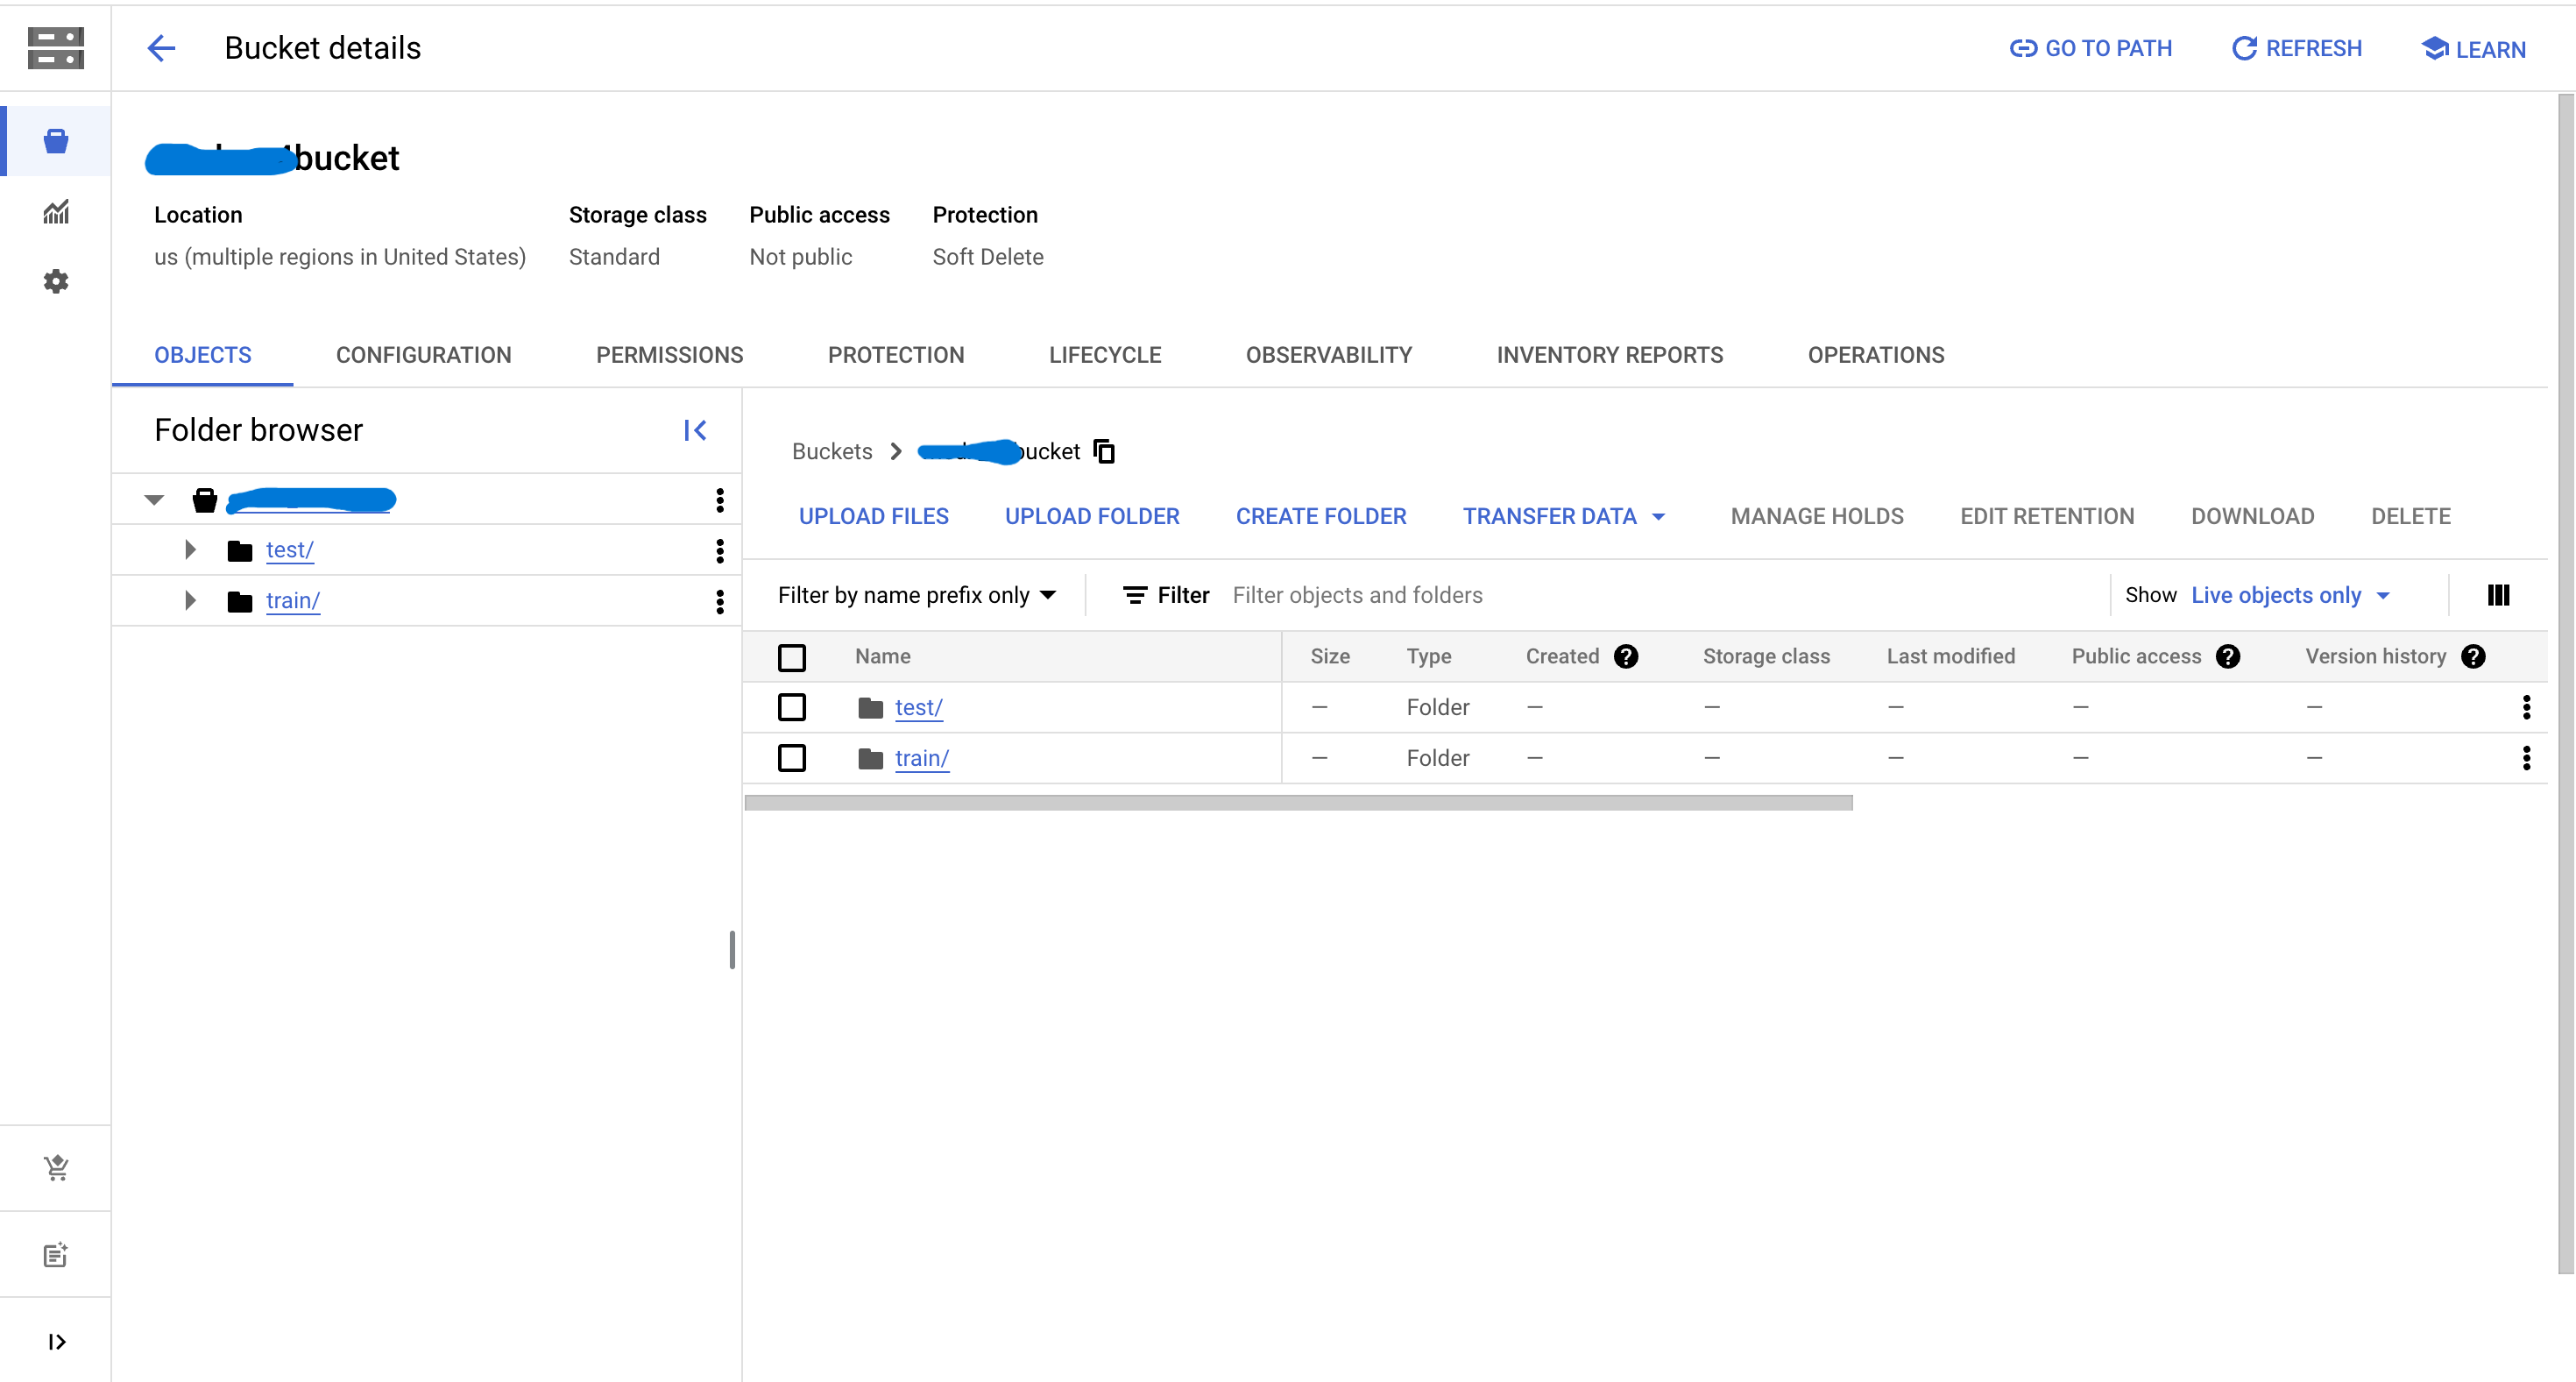 Bucket details
GO TO PATH
REFRESH
LEARN
bucket
Location
Storage class
Public access
Protection
us (multiple regions in United States)
Standard
Not public
Soft Delete
OBJECTS
CONFIGURATION
PERMISSIONS
PROTECTION
LIFECYCLE
OBSERVABILITY
INVENTORY REPORTS
OPERATIONS
Folder browser
test/
train/
Buckets
bucket
UPLOAD FILES
UPLOAD FOLDER
CREATE FOLDER
TRANSFER DATA
MANAGE HOLDS
EDIT RETENTION
DOWNLOAD
DELETE
Filter by name prefix only
Filter
Filter objects and folders
Show
Live objects only
Name
Size
Type
Created
Storage class
Last modified
Public access
Version history
test/
—
Folder
—
—
—
—
—
train/
—
Folder
—
—
—
—
—